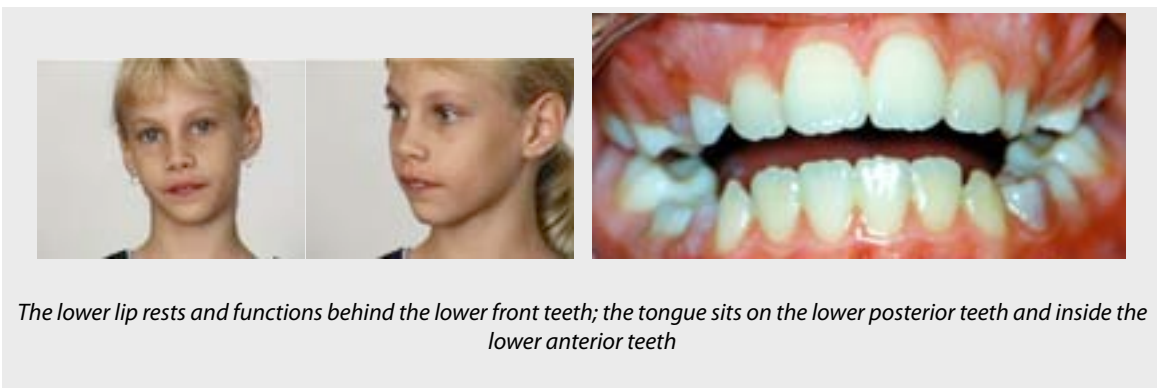 The lower lip rests and functions behind the lower front teeth; the tongue sits on the lower posterior teeth and inside the
lower anterior teeth